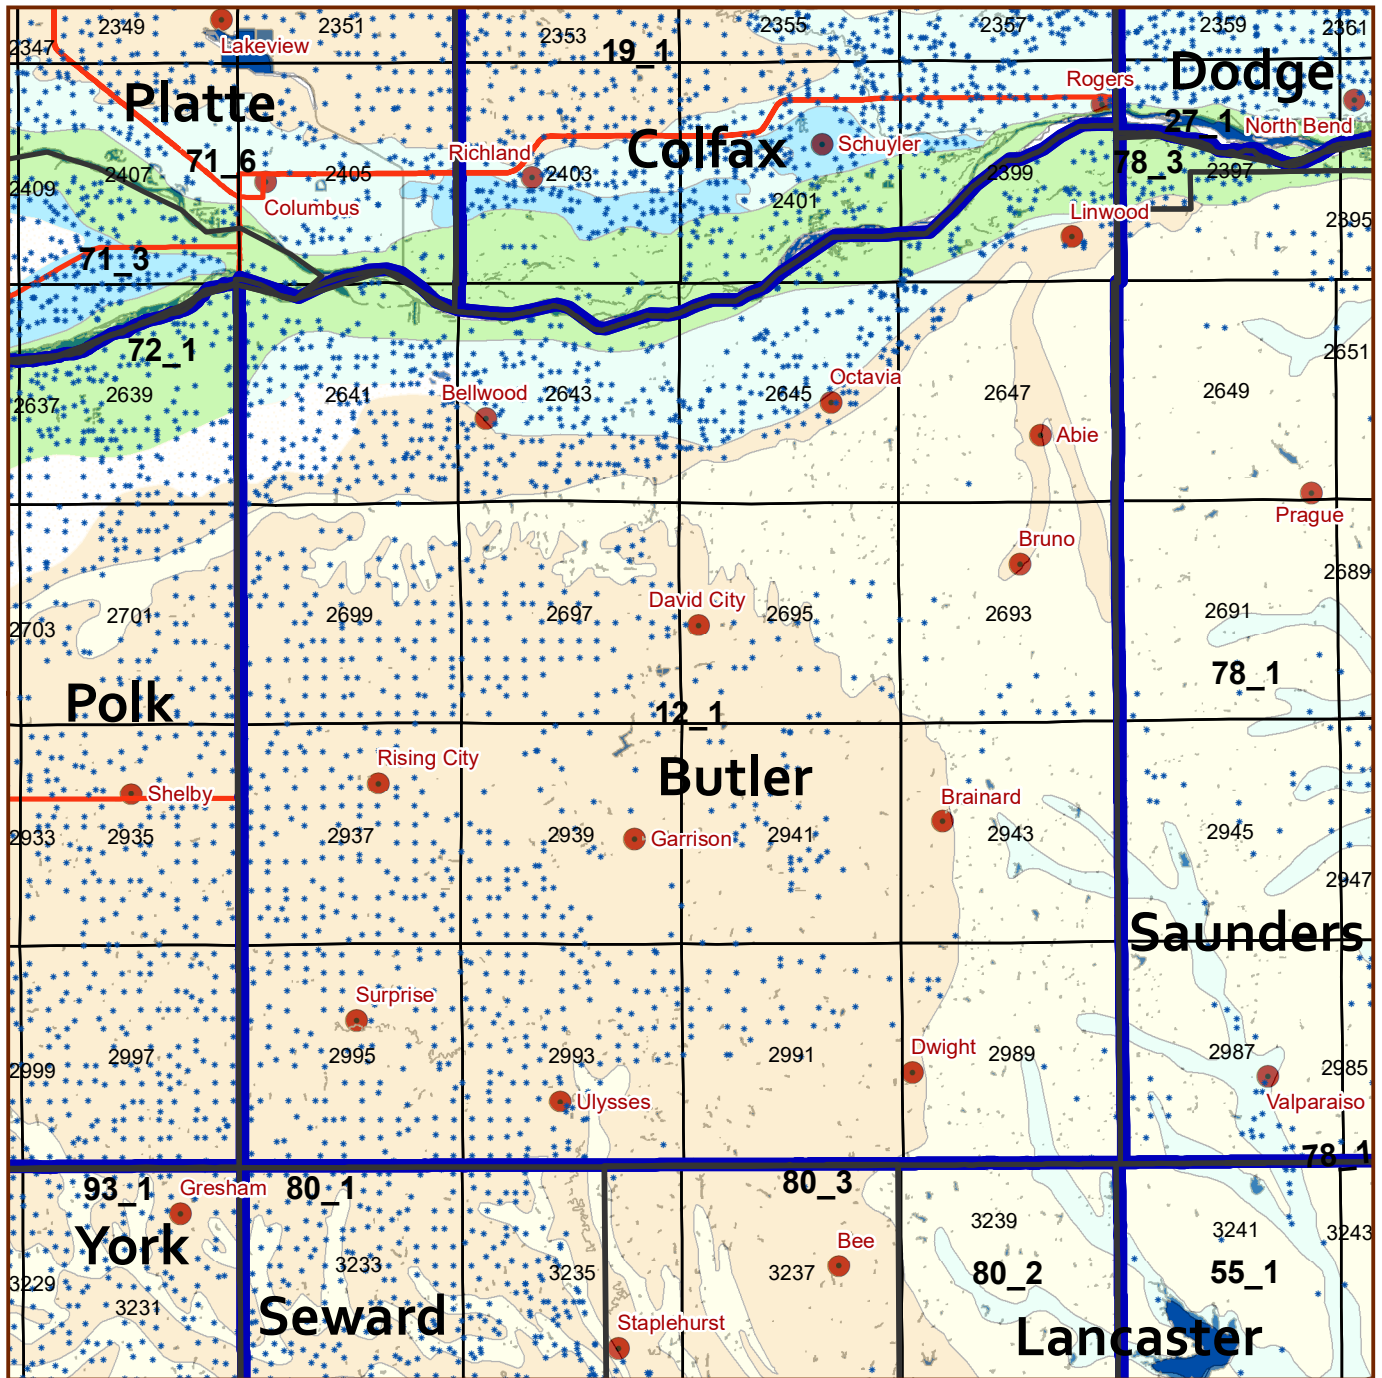 2349
2351
2353
2355
2357
2359
2361
2347
Lakeview
19_1
Dodge
Rogers
Platte
27_1
North Bend
Colfax
Schuyler
71_6
Richland
78_3
2409
2407
2405
2403
2401
2399
2397
2395
Columbus
Linwood
71_3
72_1
2651
2637
2639
2641
Bellwood
2643
2645
Octavia
2647
2649
Abie
Prague
Bruno
2689
David City
2703
2701
2699
2697
2695
2693
2691
78_1
Polk
12_1
Rising City
Butler
Shelby
Brainard
2933
2935
2937
2939
Garrison
2941
2943
2945
2947
Saunders
Surprise
2999
2997
2995
2993
2991
Dwight
2989
2987
2985
Ulysses
Valparaiso
78_1
93_1
Gresham
80_1
80_3
York
3239
3241
3243
Bee
3229
3231
3233
3235
3237
80_2
55_1
Seward
Staplehurst
Lancaster